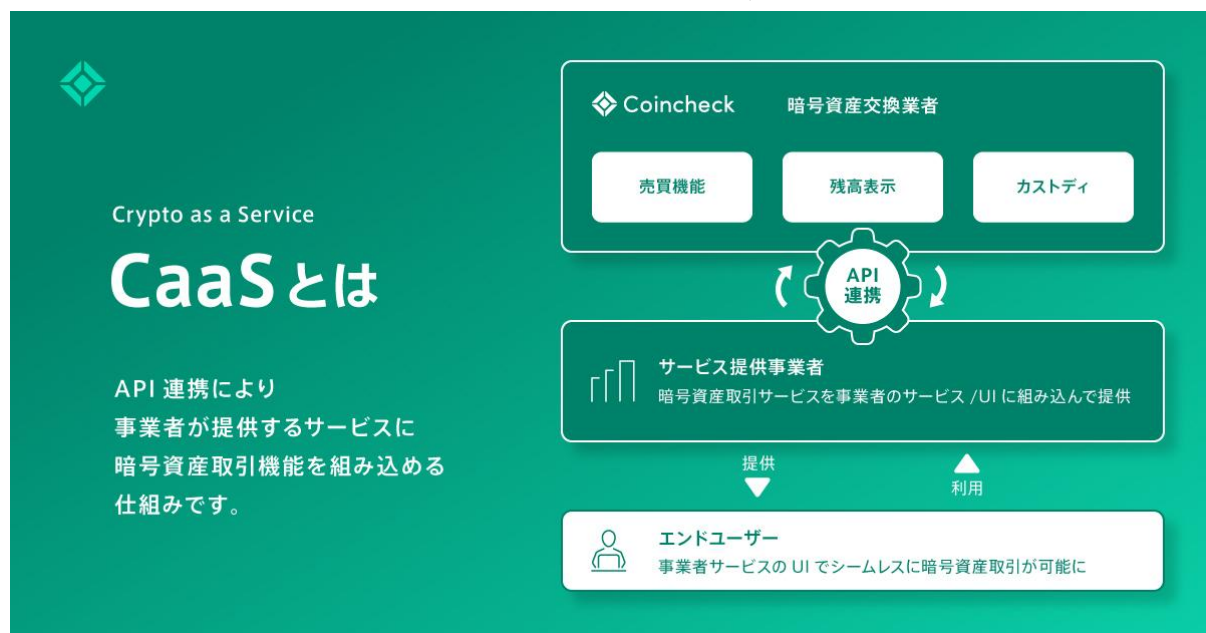 Crypto as a Service
CaaSとは
API 連携により
事業者が提供するサービスに
暗号資産取引機能を組み込める
仕組みです。
Coincheck 暗号資産交換業者
売買機能 残高表示 カストディ
API
連携
サービス提供事業者
暗号資産取引サービスを事業者のサービス /UI に組み込んで提供
提供
利用
エンドユーザー
事業者サービスの UI でシームレスに暗号資産取引が可能に